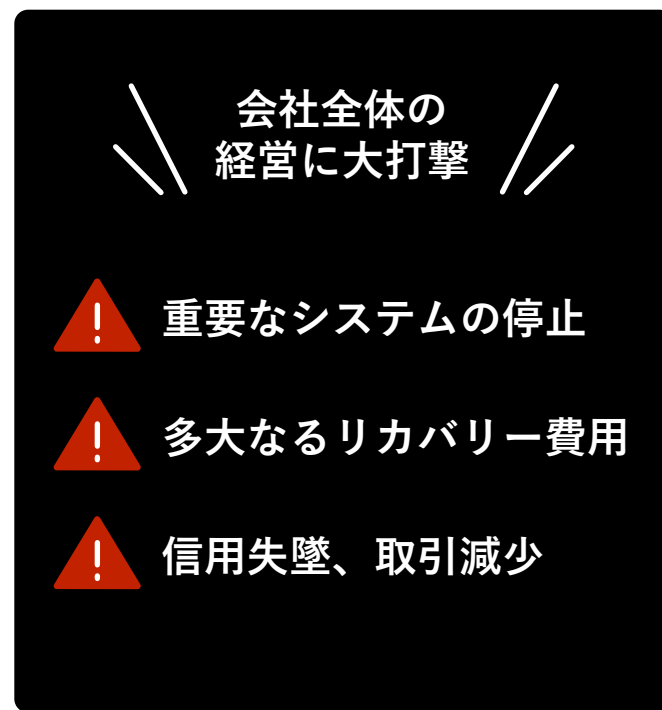 会社全体の
経営に大打撃
重要なシステムの停止
多大なるリカバリー費用
信用失墜、取引減少